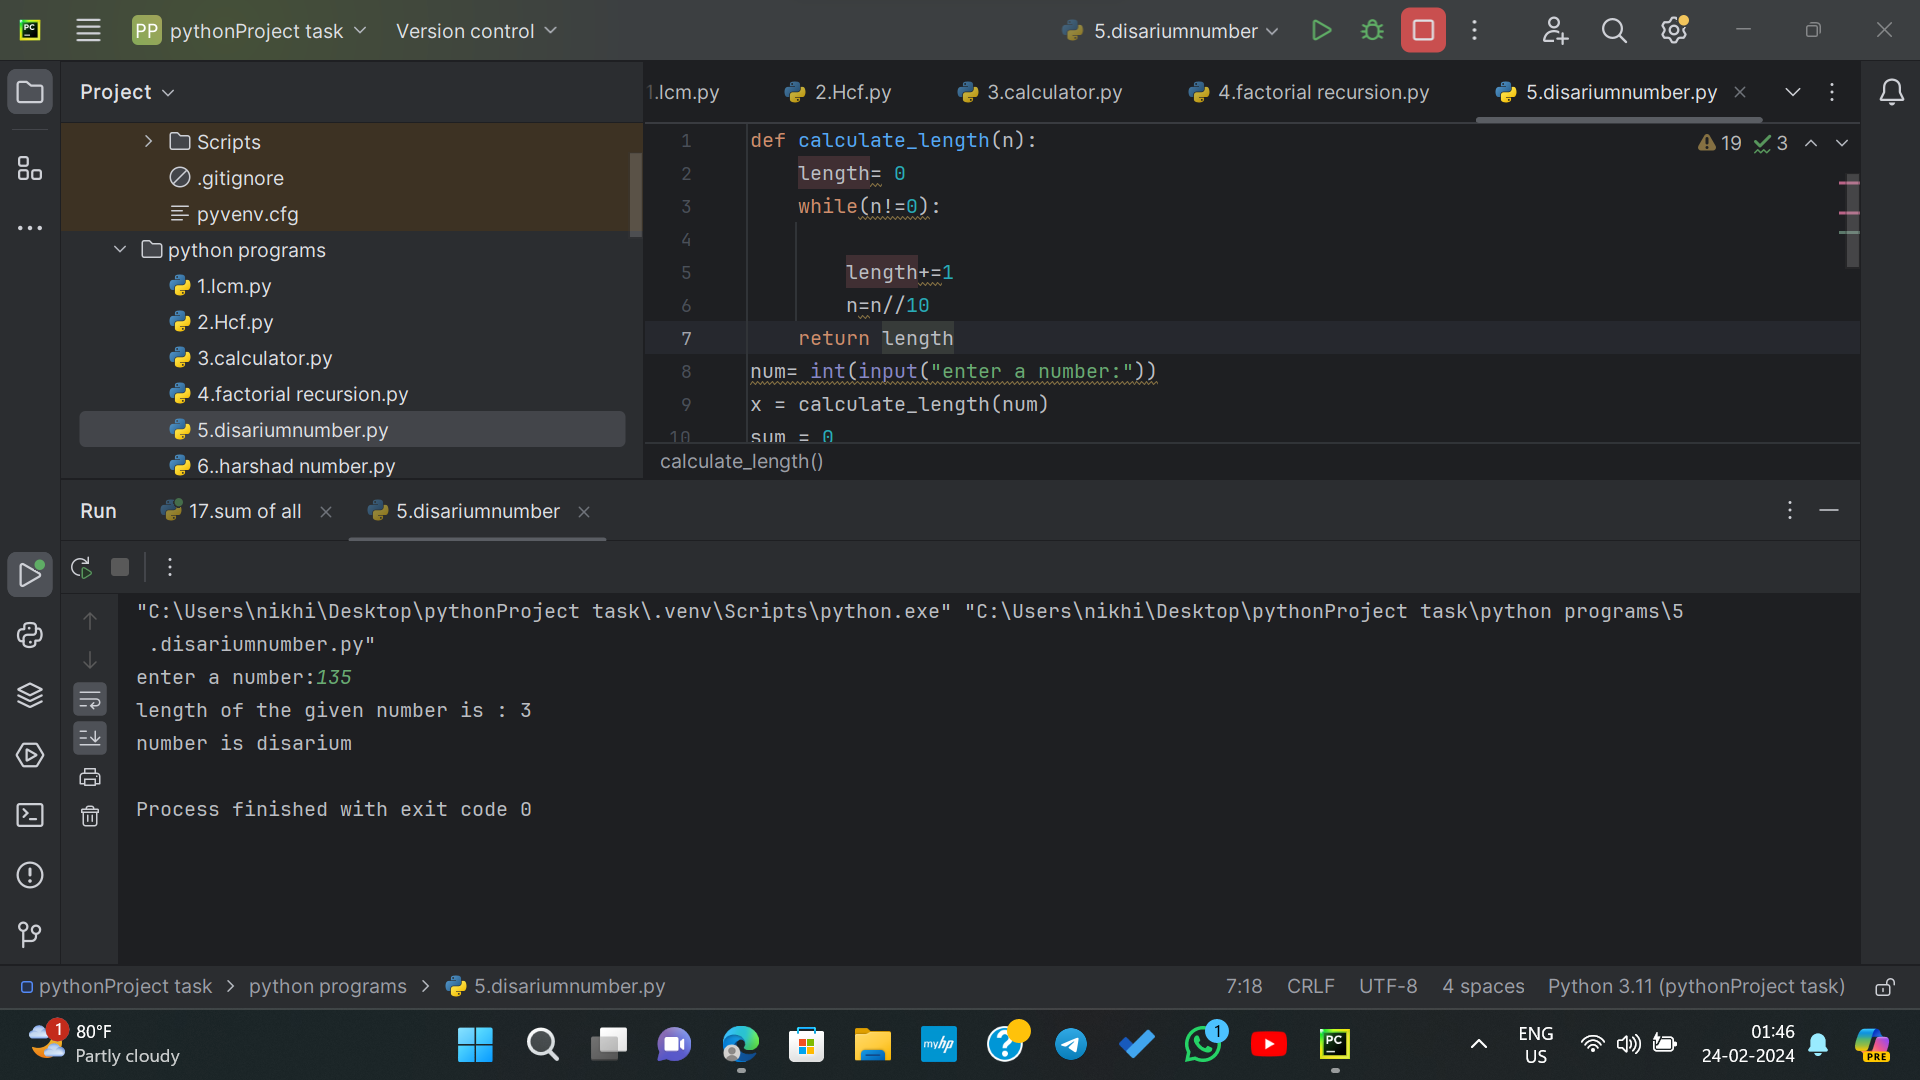 PC
PP pythonProject task Version control 5.disariumnumber
Project
Scripts
.gitignore
pyvenv.cfg
python programs
1.lcm.py
2.Hcf.py
3.calculator.py
4.factorial recursion.py
5.disariumnumber.py
6..harshad number.py
1.lcm.py 2.Hcf.py 3.calculator.py 4.factorial recursion.py 5.disariumnumber.py
19 3
1 def calculate_length(n):
2 length= 0
3 while(n!=0):
4
5 length+=1
6 n=n//10
7 return length
8 num= int(input("enter a number:"))
9 x = calculate_length(num)
10 sum = 0
calculate_length()
Run 17.sum of all 5.disariumnumber
"C:\Users\nikhi\Desktop\pythonProject task\.venv\Scripts\python.exe" "C:\Users\nikhi\Desktop\pythonProject task\python programs\5
.disariumnumber.py"
enter a number:135
length of the given number is : 3
number is disarium
Process finished with exit code 0
pythonProject task > python programs > 5.disariumnumber.py 7:18 CRLF UTF-8 4 spaces Python 3.11 (pythonProject task)
1
80°F
Partly cloudy
myhp
1
PC
ENG
US
01:46
24-02-2024
PRE